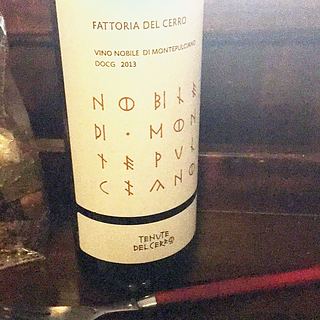 FATTORIA DEL CERRO
VINO NOBILE DI MONTEPULCIANO
DOCG 2013
NOBILE
DI · MON
TEPUL
CIANO
TENUTE
DEL CERRO